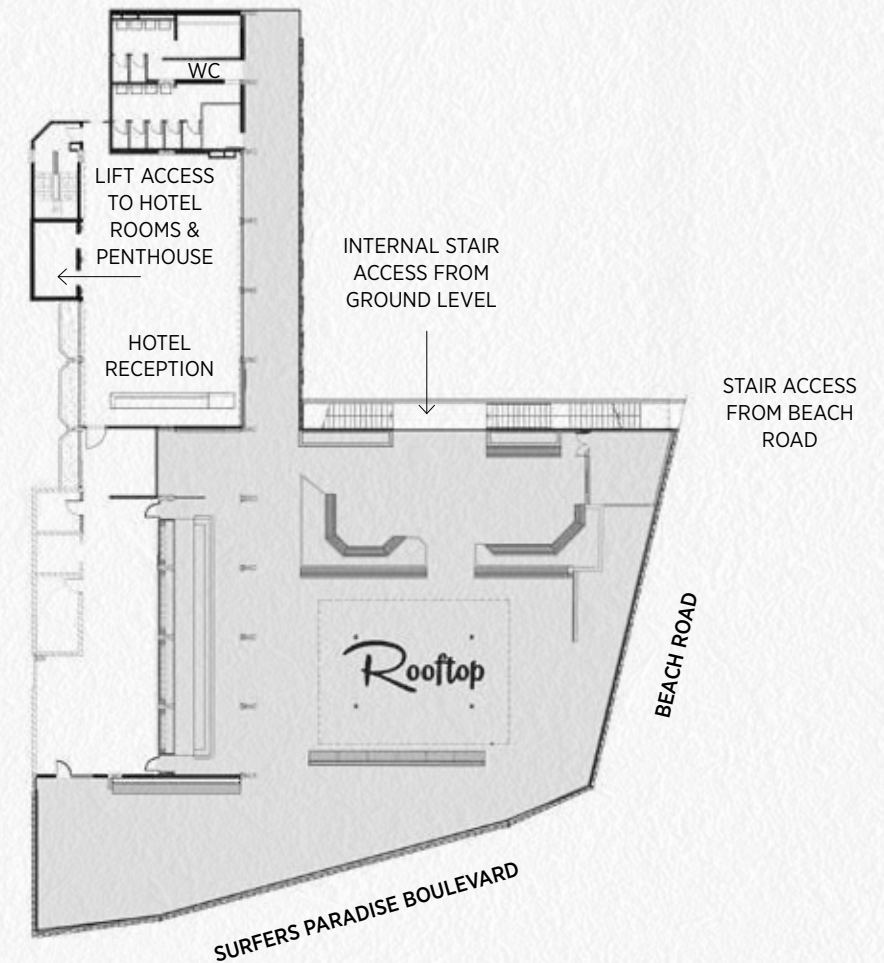 WC
LIFT ACCESS
TO HOTEL
ROOMS &
PENTHOUSE
INTERNAL STAIR
ACCESS FROM
GROUND LEVEL
HOTEL
RECEPTION
STAIR ACCESS
FROM BEACH
ROAD
BEACH ROAD
Rooftop
SURFERS PARADISE BOULEVARD